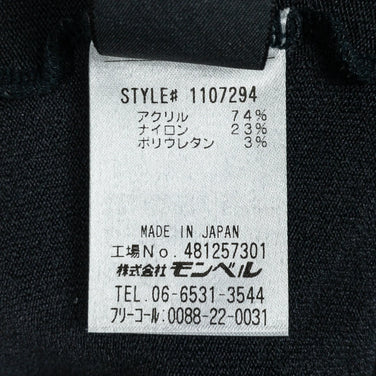 STYLE# 1107294
アクリル 74%
ナイロン 23%
ポリウレタン 3%
MADE IN JAPAN
工場No. 481257301
株式会社 モンベル
TEL. 06-6531-3544
フリーコール:0088-22-0031